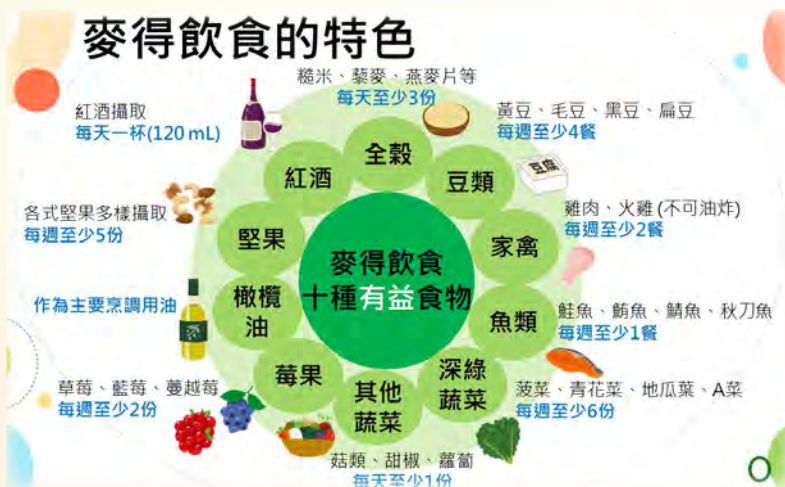 麥得飲食的特色
糙米、藜麥、燕麥片等
每天至少3份
全穀
黃豆、毛豆、黑豆、扁豆
每週至少4餐
豆腐
豆類
雞肉、火雞(不可油炸)
每週至少2餐
家禽
鮭魚、鮪魚、鯖魚、秋刀魚
每週至少1餐
魚類
菠菜、青花菜、地瓜葉、A菜
每週至少6份
深綠
蔬菜
菇類、甜椒、蘿蔔
每天至少1份
其他
蔬菜
草莓、藍莓、蔓越莓
每週至少2份
莓果
作為主要烹調用油
橄欖
油
各式堅果多樣攝取
每週至少5份
堅果
紅酒攝取
每天一杯(120 mL)
紅酒
麥得飲食
十種有益食物